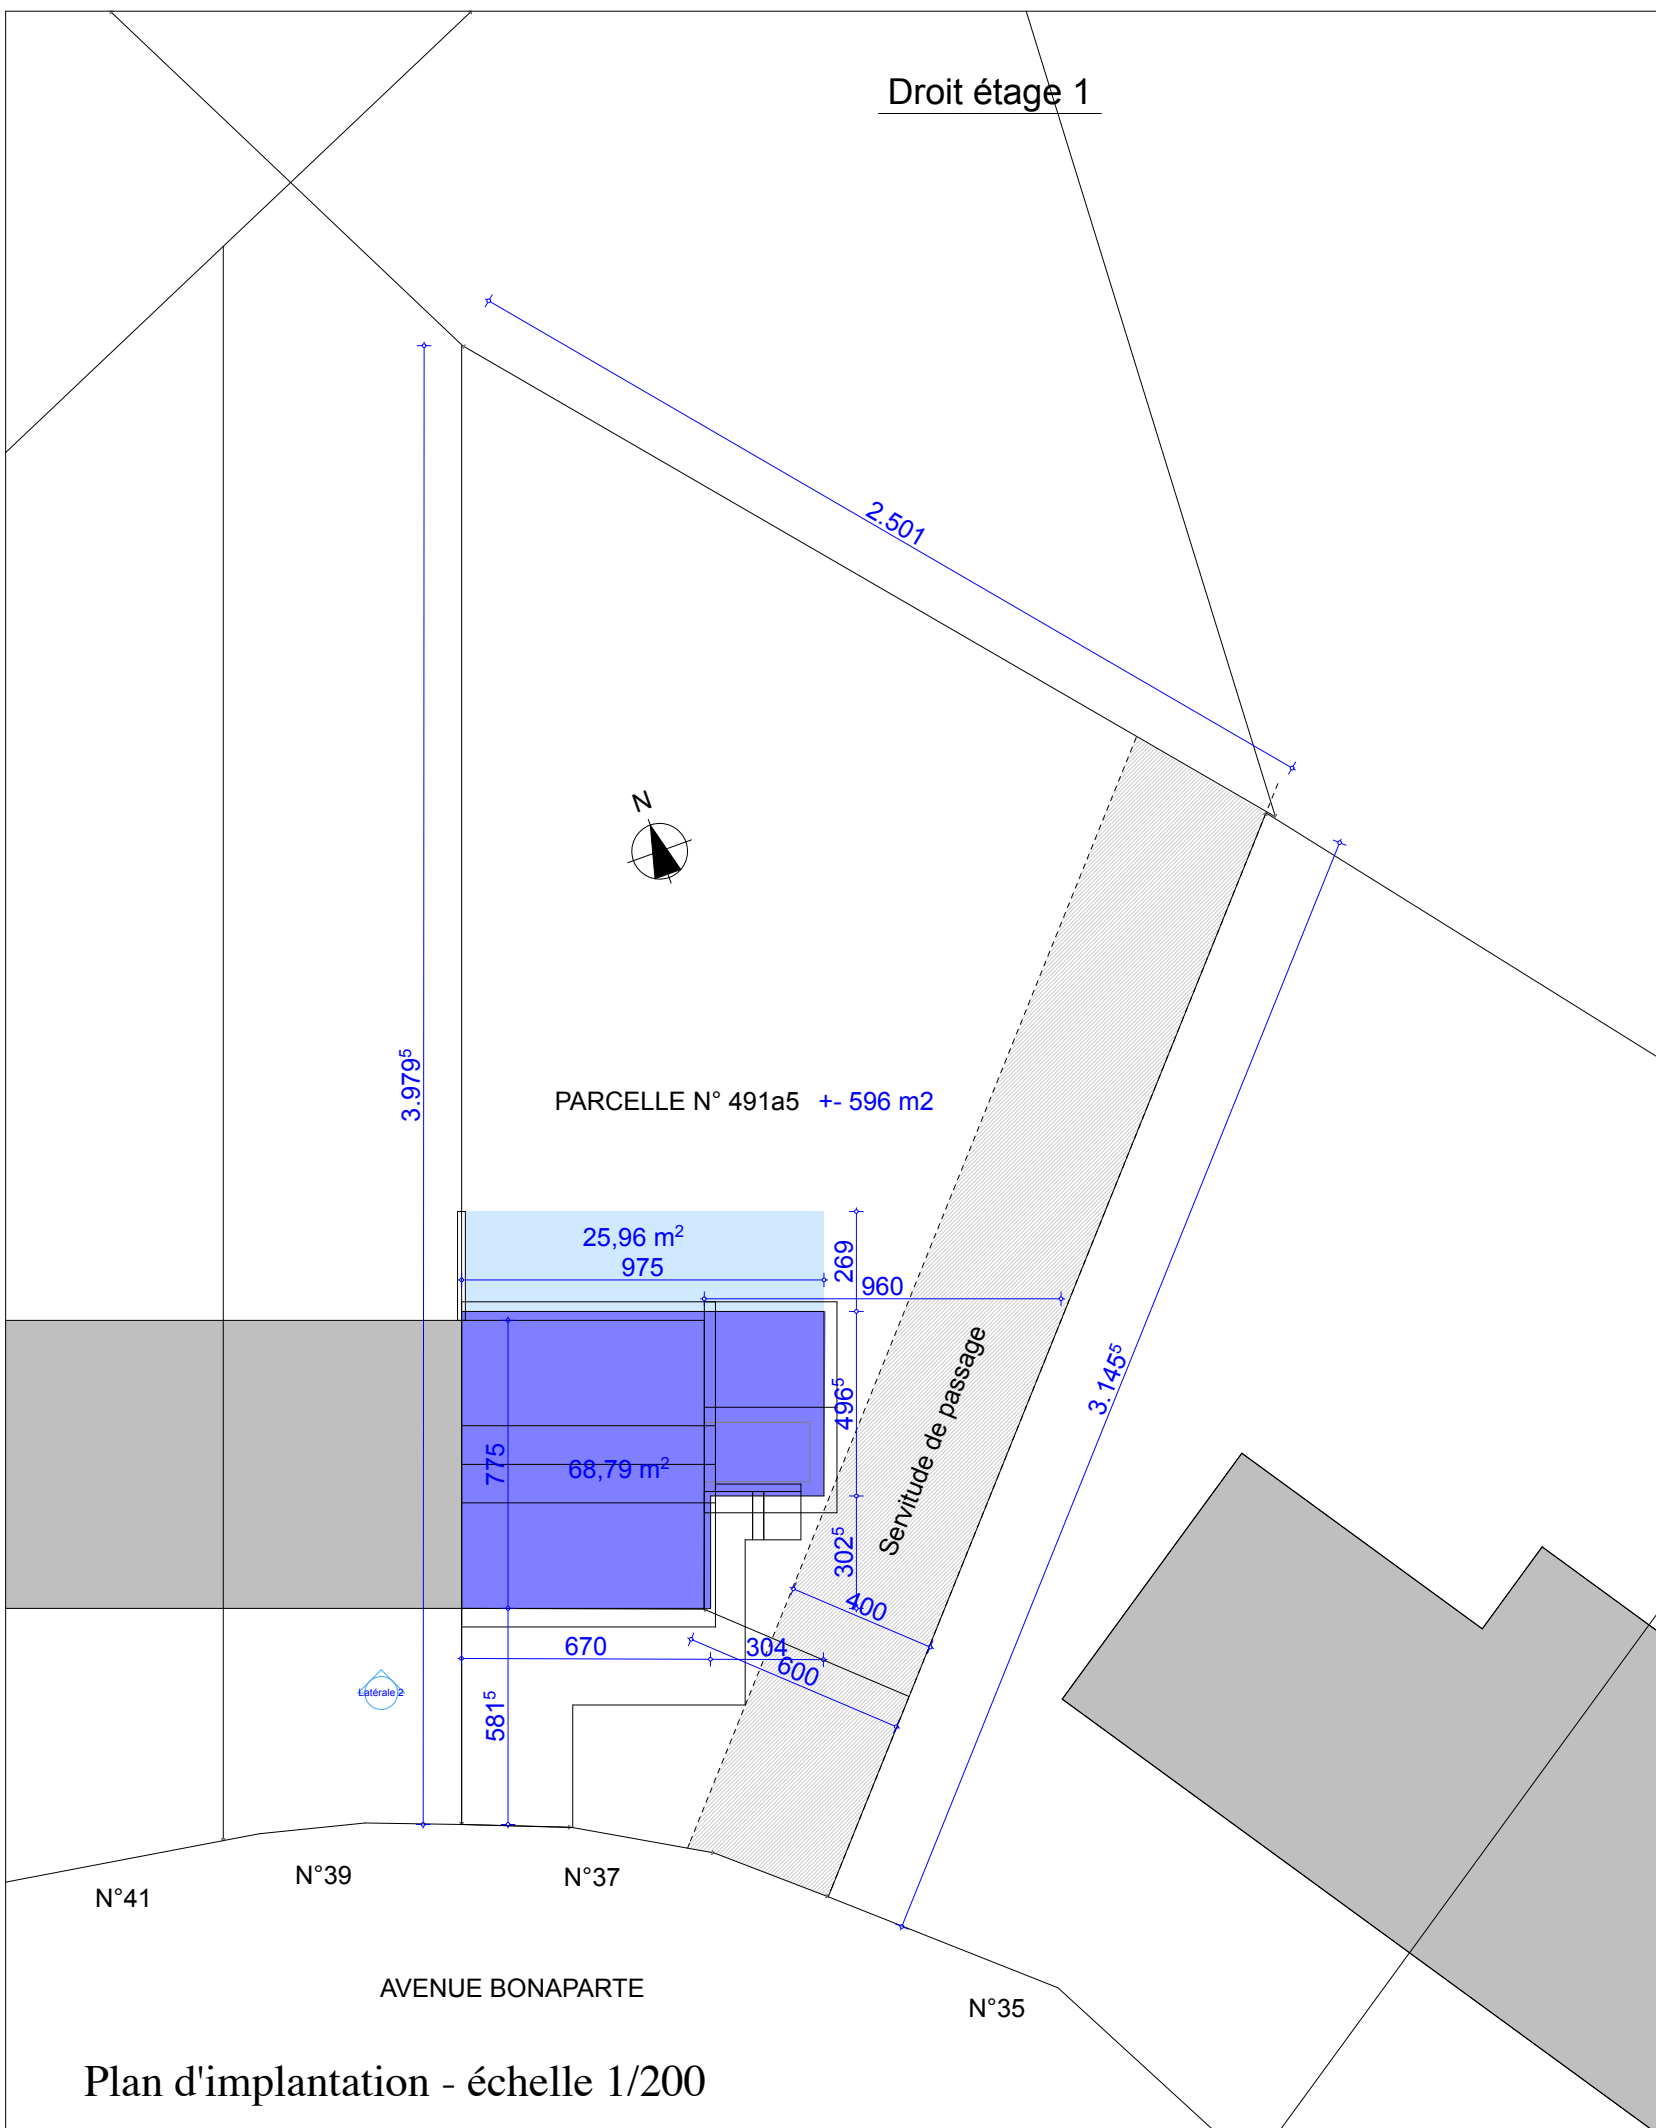 Droit étage 1
2.501
N
3.979⁵
PARCELLE N° 491a5 +- 596 m2
25,96 m²
975
269
960
Servitude de passage
3.145⁵
496⁵
775
68,79 m²
302⁵
400
670
304
600
Latérale 2
581⁵
N°41
N°39
N°37
AVENUE BONAPARTE
N°35
Plan d'implantation - échelle 1/200